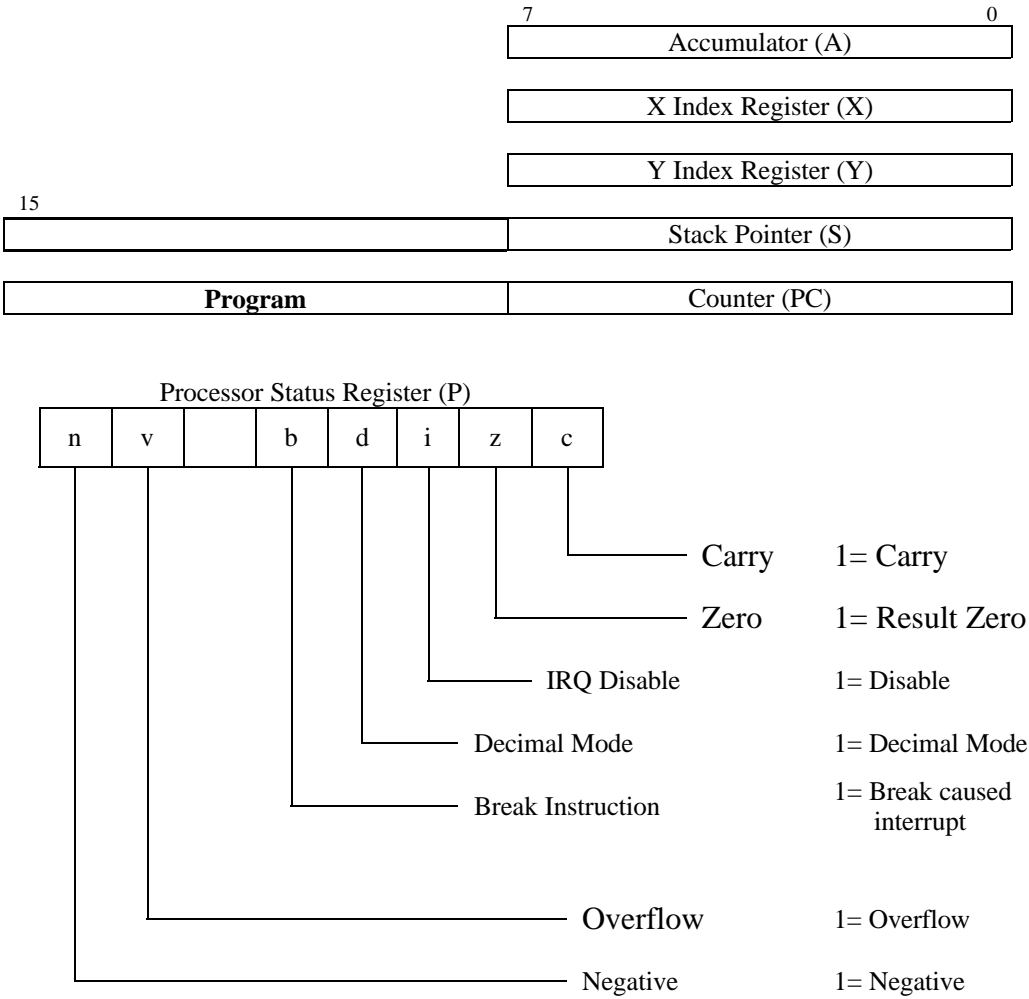 7 0
Accumulator (A)
X Index Register (X)
Y Index Register (Y)
15
Stack Pointer (S)
Program Counter (PC)
Processor Status Register (P)
n v b d i z c
Carry 1= Carry
Zero 1= Result Zero
IRQ Disable 1= Disable
Decimal Mode 1= Decimal Mode
Break Instruction 1= Break caused
interrupt
Overflow 1= Overflow
Negative 1= Negative